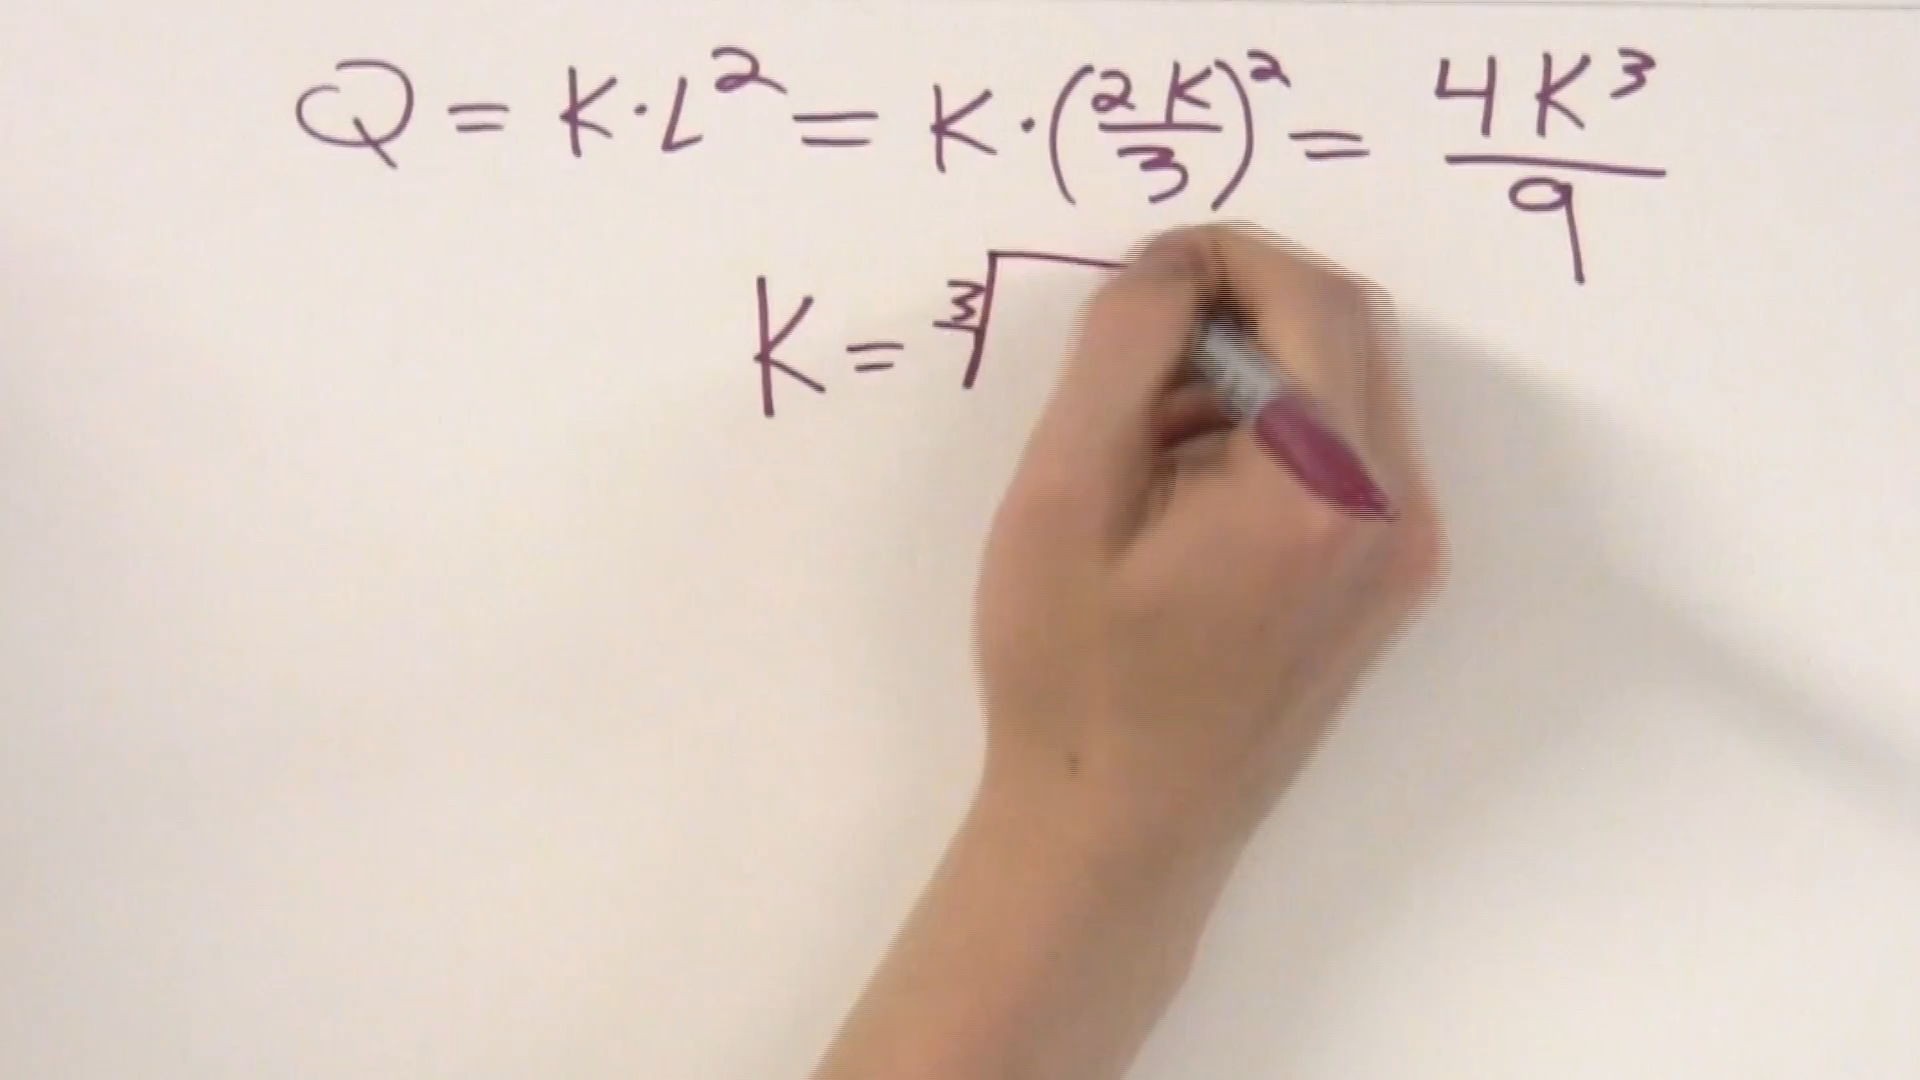 Q = K·L² = K·(2K/3)² = 4K³/9
K = ∛